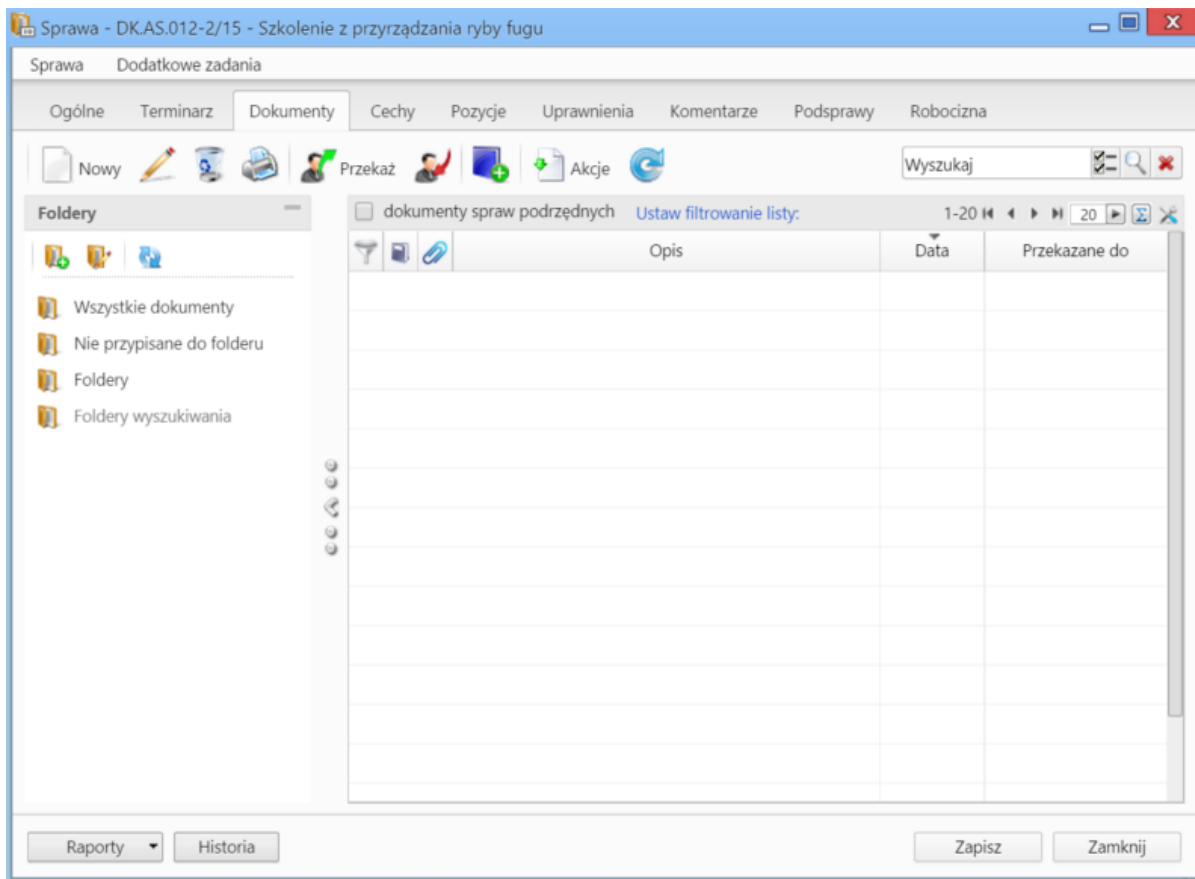 Sprawa - DK.AS.012-2/15 - Szkolenie z przyrządzania ryby fugu
Sprawa Dodatkowe zadania
Ogólne Terminarz Dokumenty Cechy Pozycje Uprawnienia Komentarze Podsprawy Robocizna
Nowy Przekaż Akcje Wyszukaj
Foldery
dokumenty spraw podrzędnych Ustaw filtrowanie listy: 1-20 20 Σ
Opis Data Przekazane do
Wszystkie dokumenty
Nie przypisane do folderu
Foldery
Foldery wyszukiwania
Raporty Historia Zapisz Zamknij